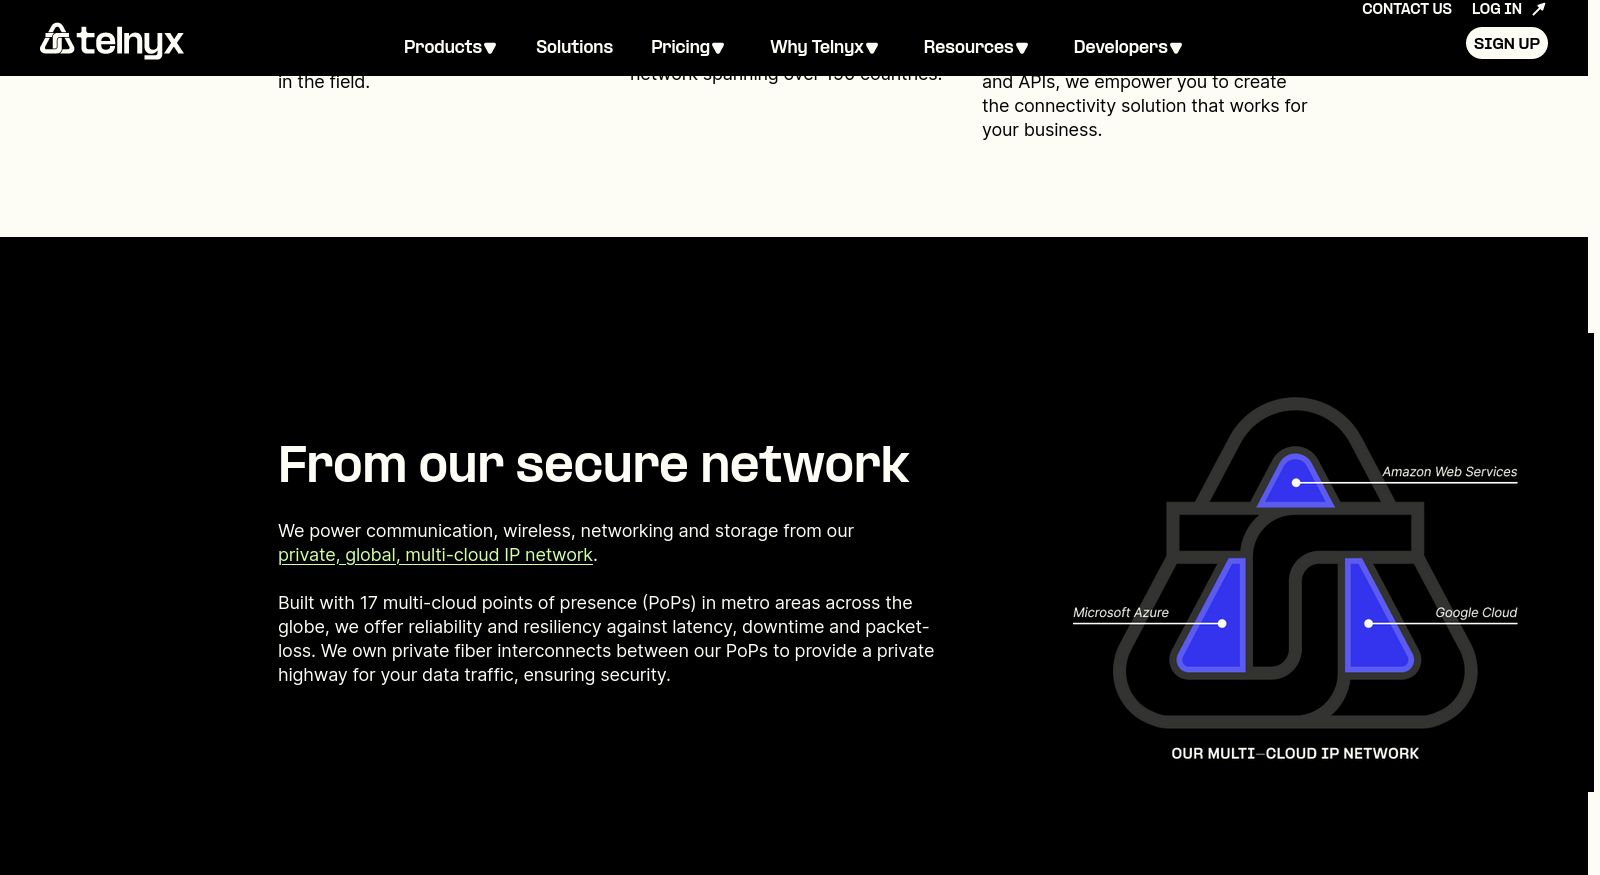 CONTACT US LOG IN
telnyx Products Solutions Pricing Why Telnyx Resources Developers SIGN UP
in the field.
network spanning over 190 countries.
and APIs, we empower you to create
the connectivity solution that works for
your business.
From our secure network
We power communication, wireless, networking and storage from our
private, global, multi-cloud IP network.
Built with 17 multi-cloud points of presence (PoPs) in metro areas across the
globe, we offer reliability and resiliency against latency, downtime and packet-
loss. We own private fiber interconnects between our PoPs to provide a private
highway for your data traffic, ensuring security.
Amazon Web Services
Microsoft Azure
Google Cloud
OUR MULTI-CLOUD IP NETWORK